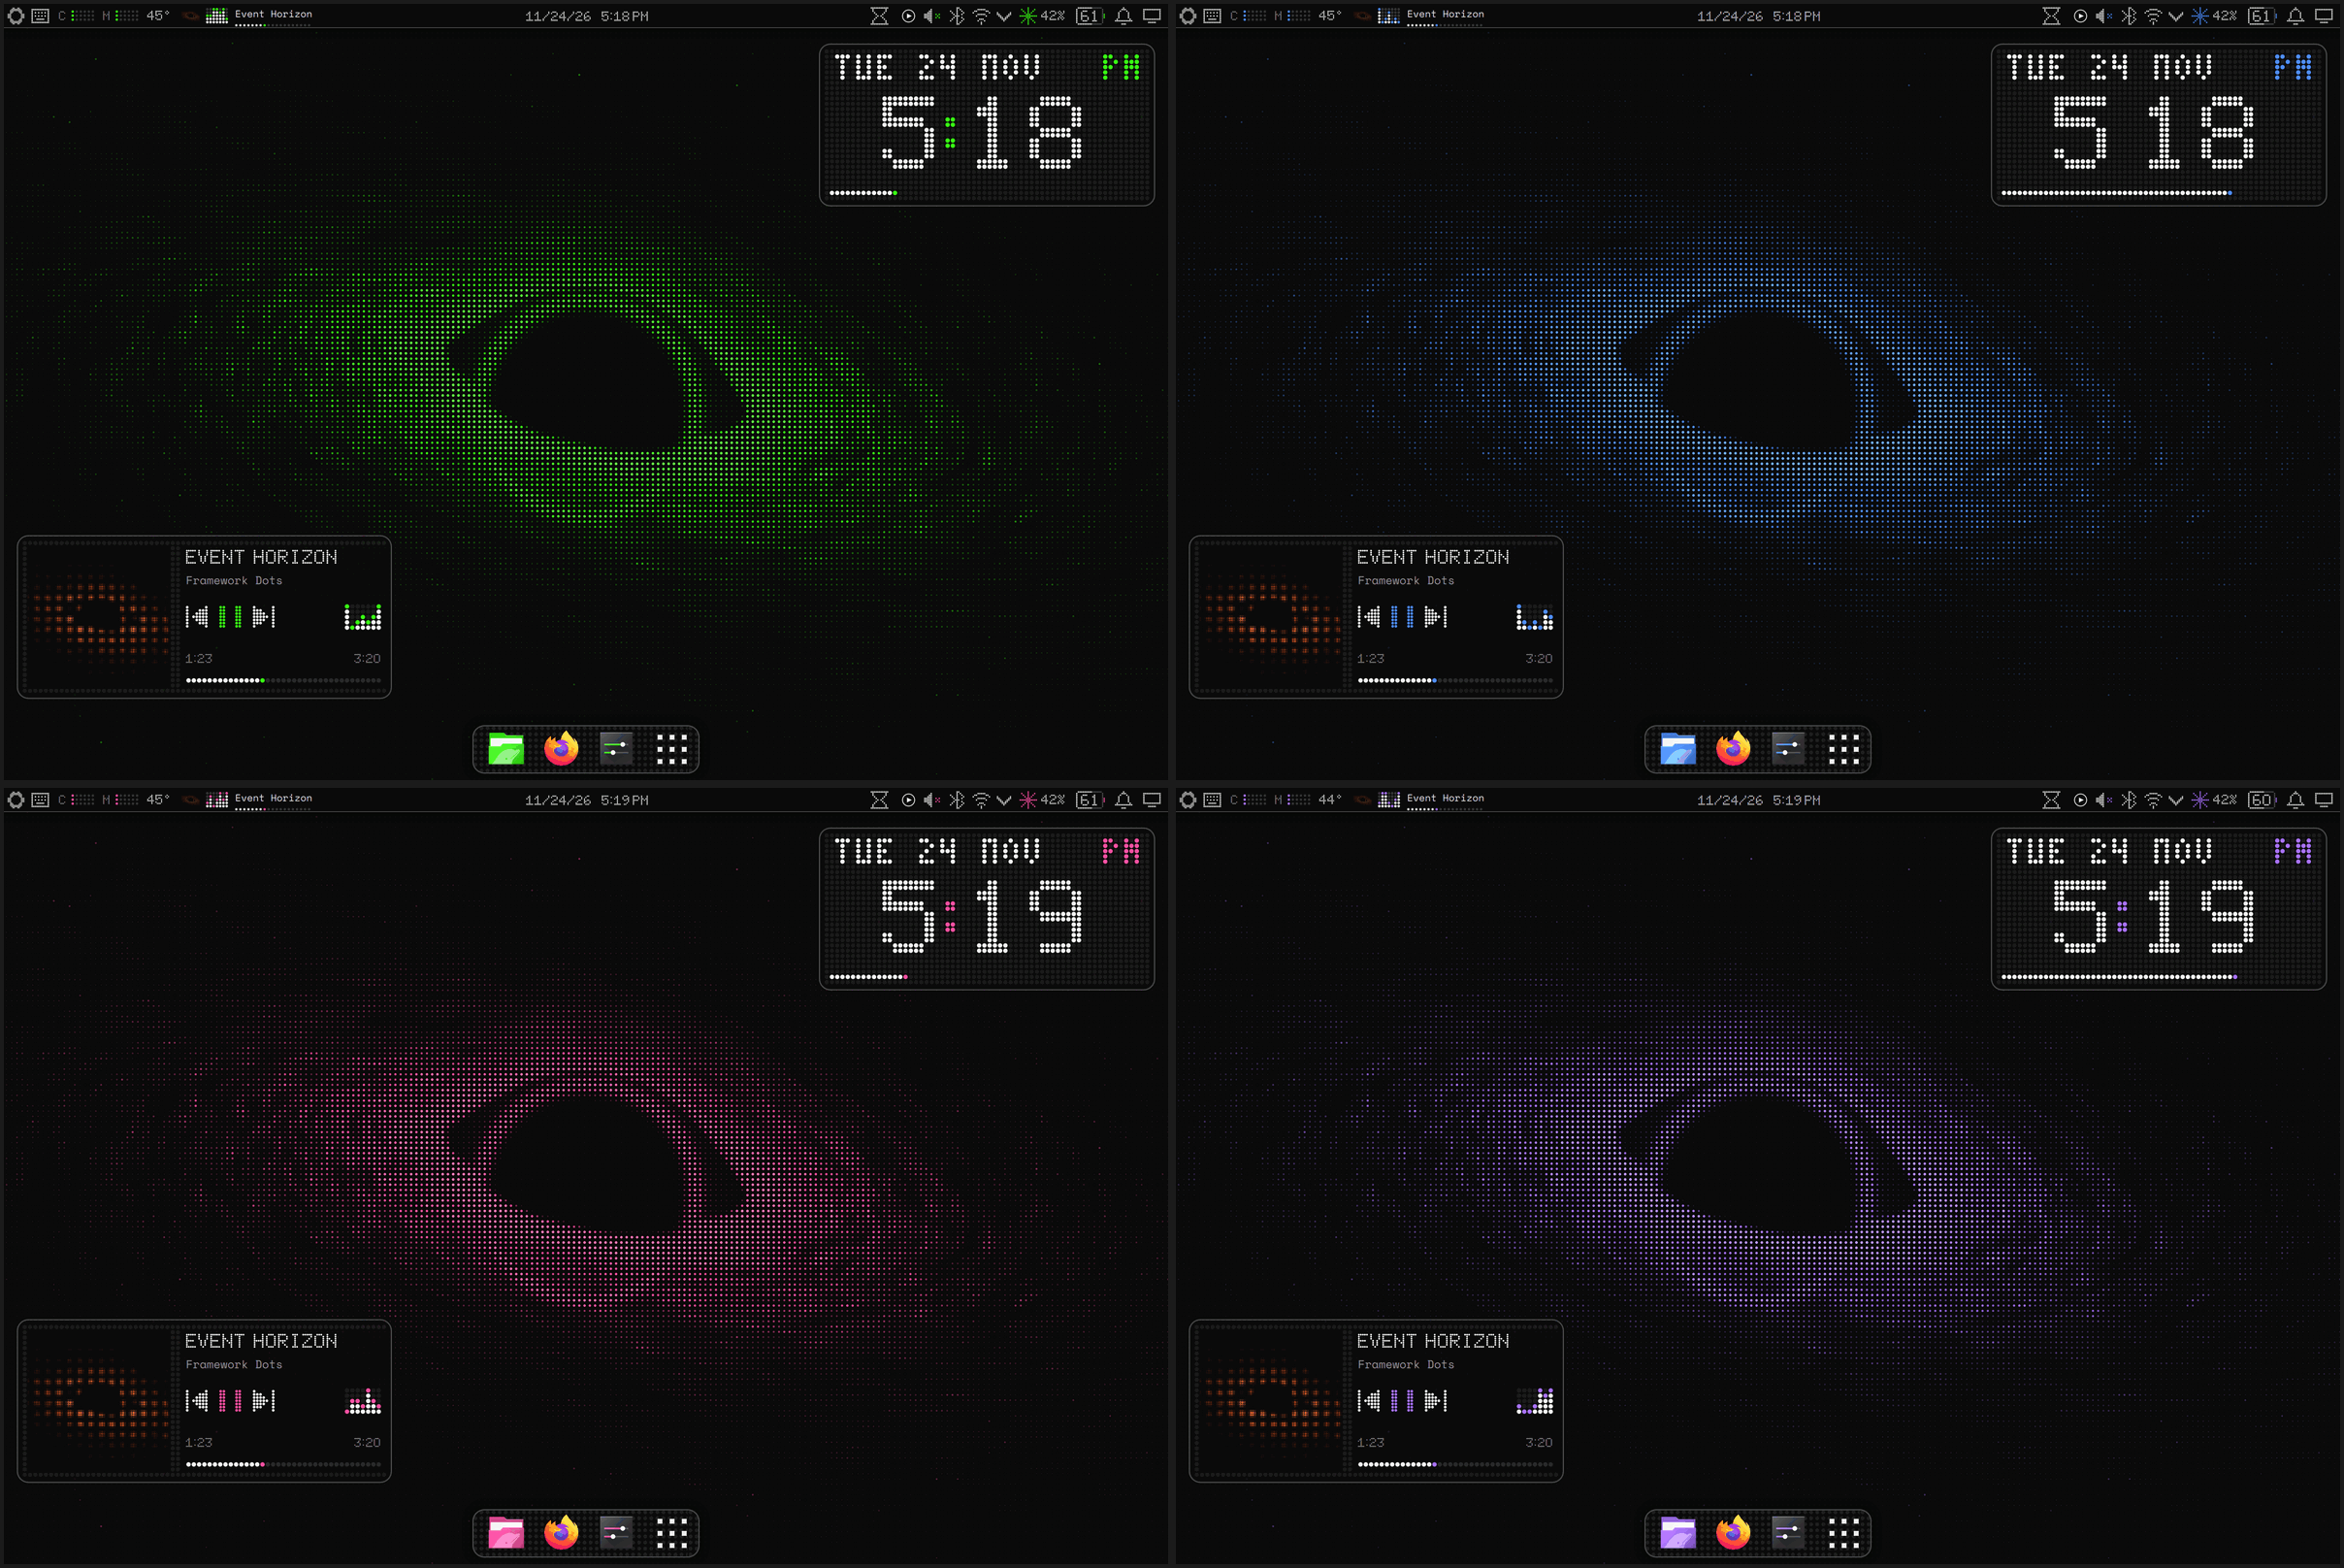 C M 45° Event Horizon 11/24/26 5:18PM 42% 61
TUE 24 NOV PM
5:18
EVENT HORIZON
Framework Dots
1:23 3:20
C M 45° Event Horizon 11/24/26 5:18PM 42% 61
TUE 24 NOV PM
5 18
EVENT HORIZON
Framework Dots
1:23 3:20
C M 45° Event Horizon 11/24/26 5:19PM 42% 61
TUE 24 NOV PM
5:19
EVENT HORIZON
Framework Dots
1:23 3:20
C M 44° Event Horizon 11/24/26 5:19PM 42% 60
TUE 24 NOV PM
5:19
EVENT HORIZON
Framework Dots
1:23 3:20